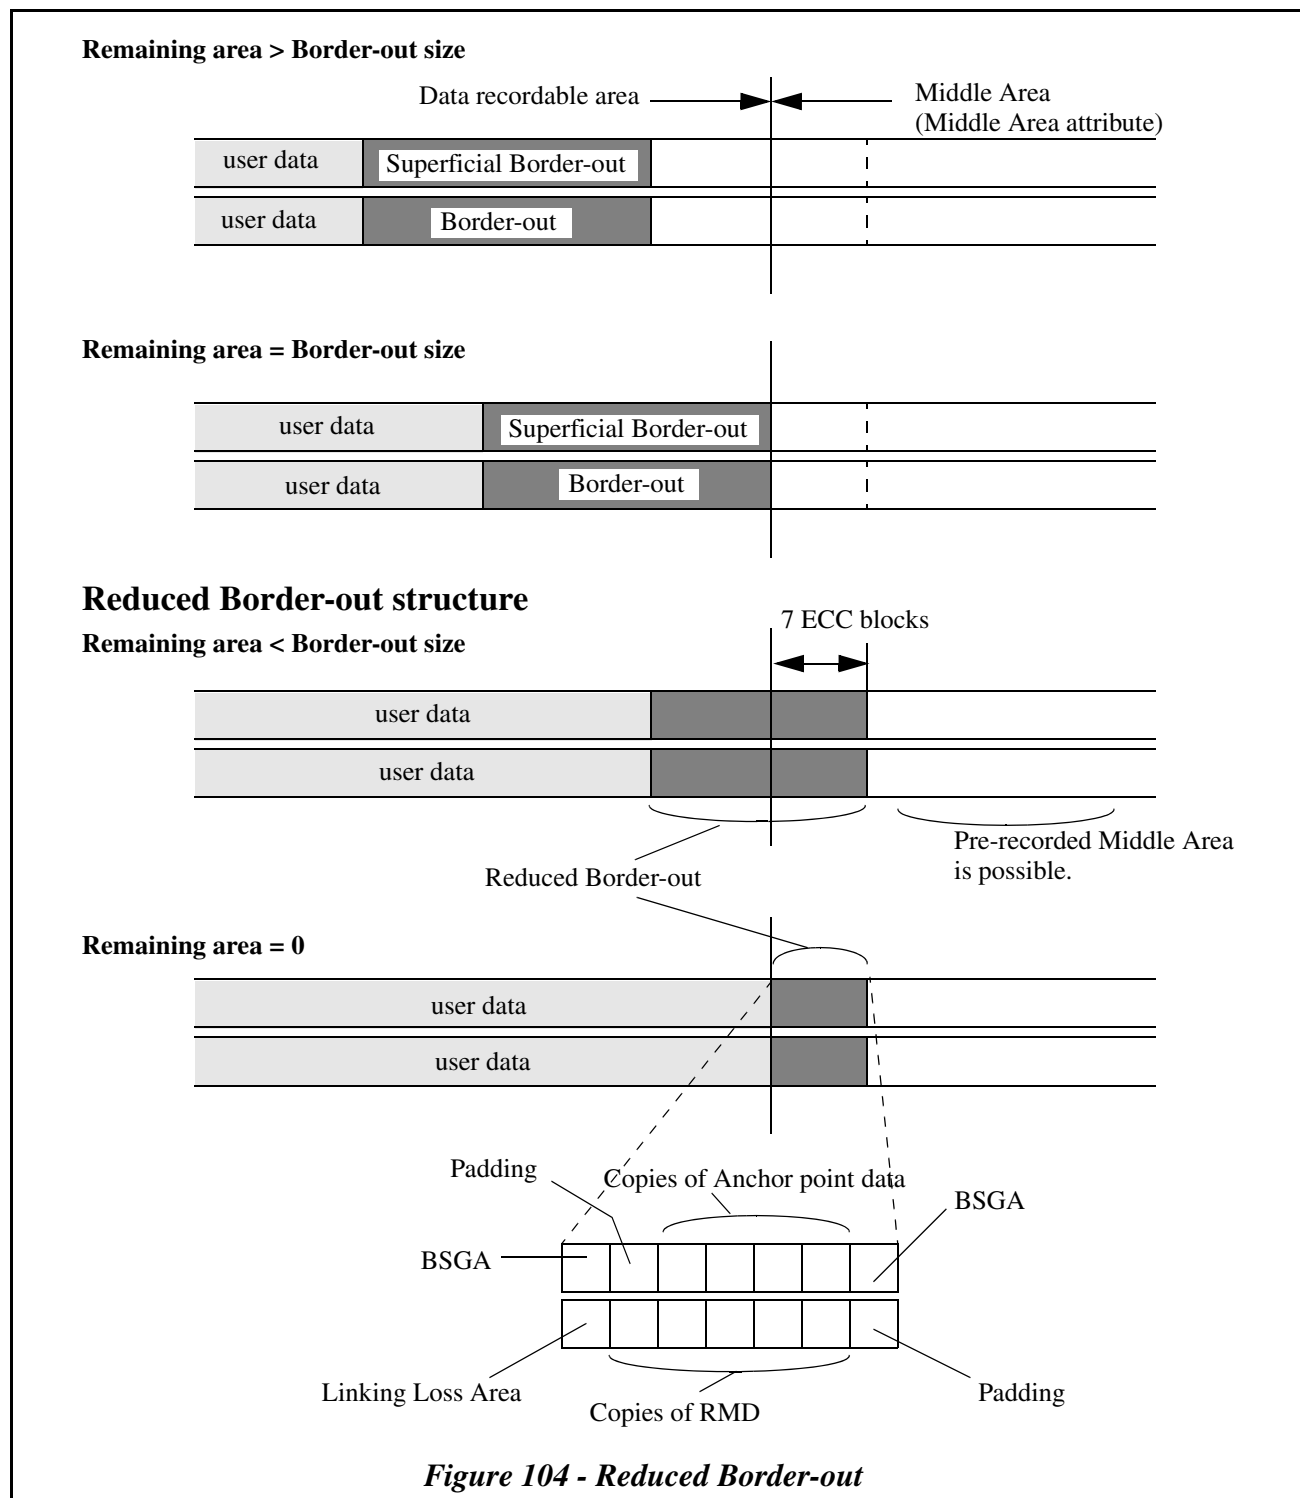 Remaining area > Border-out size
Data recordable area
Middle Area
(Middle Area attribute)
user data
Superficial Border-out
user data
Border-out
Remaining area = Border-out size
user data
Superficial Border-out
user data
Border-out
Reduced Border-out structure
7 ECC blocks
Remaining area < Border-out size
user data
user data
Pre-recorded Middle Area
is possible.
Reduced Border-out
Remaining area = 0
user data
user data
Padding
Copies of Anchor point data
BSGA
BSGA
Linking Loss Area
Padding
Copies of RMD
Figure 104 - Reduced Border-out